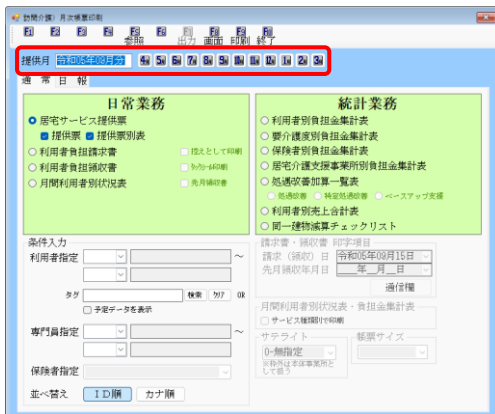 訪問介護）月次帳票印刷
F1 F2 F3 F4 F5 F6 F7 F8 F9 F10
参照 出力 画面 印刷 終了
提供月 令和05年09月分 4月 5月 6月 7月 8月 9月 10月 11月 12月 1月 2月 3月
通 常 日 報
日常業務
居宅サービス提供票
提供票 提供票別表
利用者負担請求書 控えとして印刷
利用者負担領収書
月間利用者別状況表 先月領収書
統計業務
利用者別負担金集計表
要介護度別負担金集計表
保険者別負担金集計表
居宅介護支援事業所別負担金集計表
処遇改善加算一覧表
処遇改善 特定処遇改善 ベースアップ支援
利用者別売上合計表
同一建物減算チェックリスト
条件入力
利用者指定 ～
タグ 検索 クリア OR
予定データを表示
専門員指定 ～
保険者指定
並べ替え ＩＤ順 カナ順
請求書・領収書 印字項目
請求（領収）日 令和05年09月15日
先月領収年月日 __年__月__日
通信欄
月間利用者別状況表・負担金集計表
サービス種類別で印刷
サテライト 帳票サイズ
0-無指定
※枠外は本体事業所として扱う